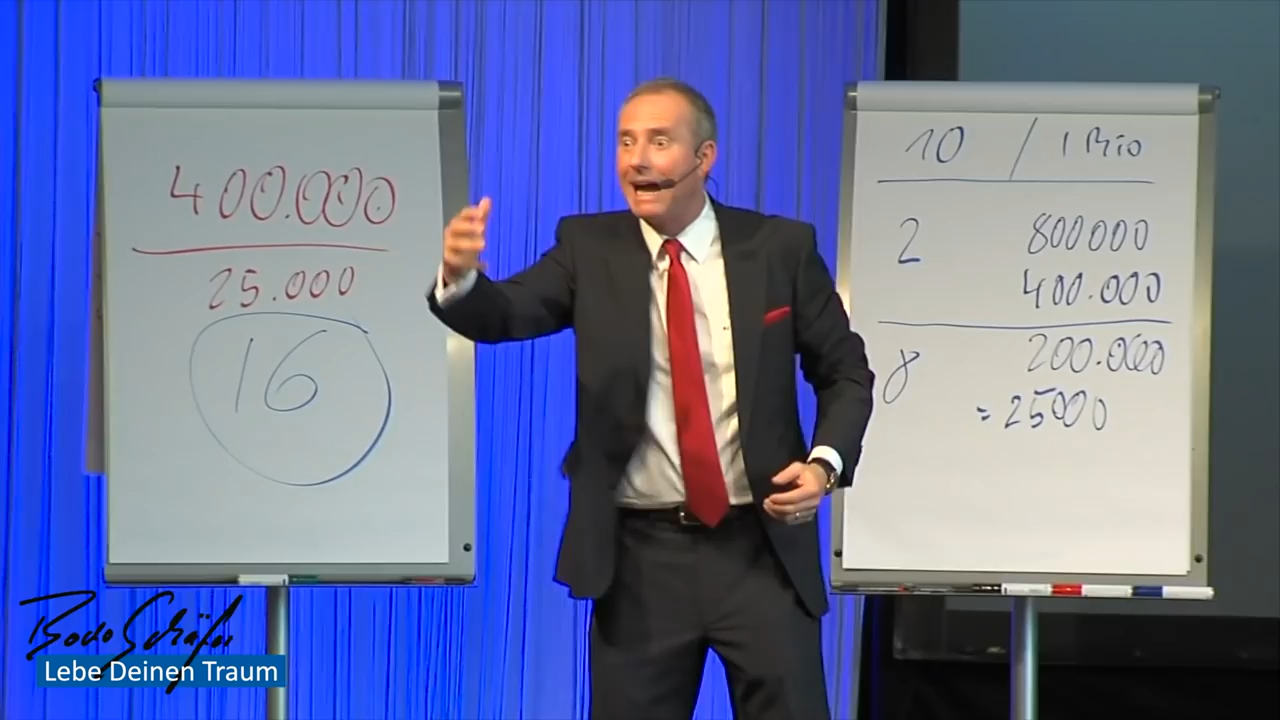 400.000
25.000
16
10 / 1 Mio
2 800000
400.000
8 200.000
= 25000
Bodo Schäfer
Lebe Deinen Traum